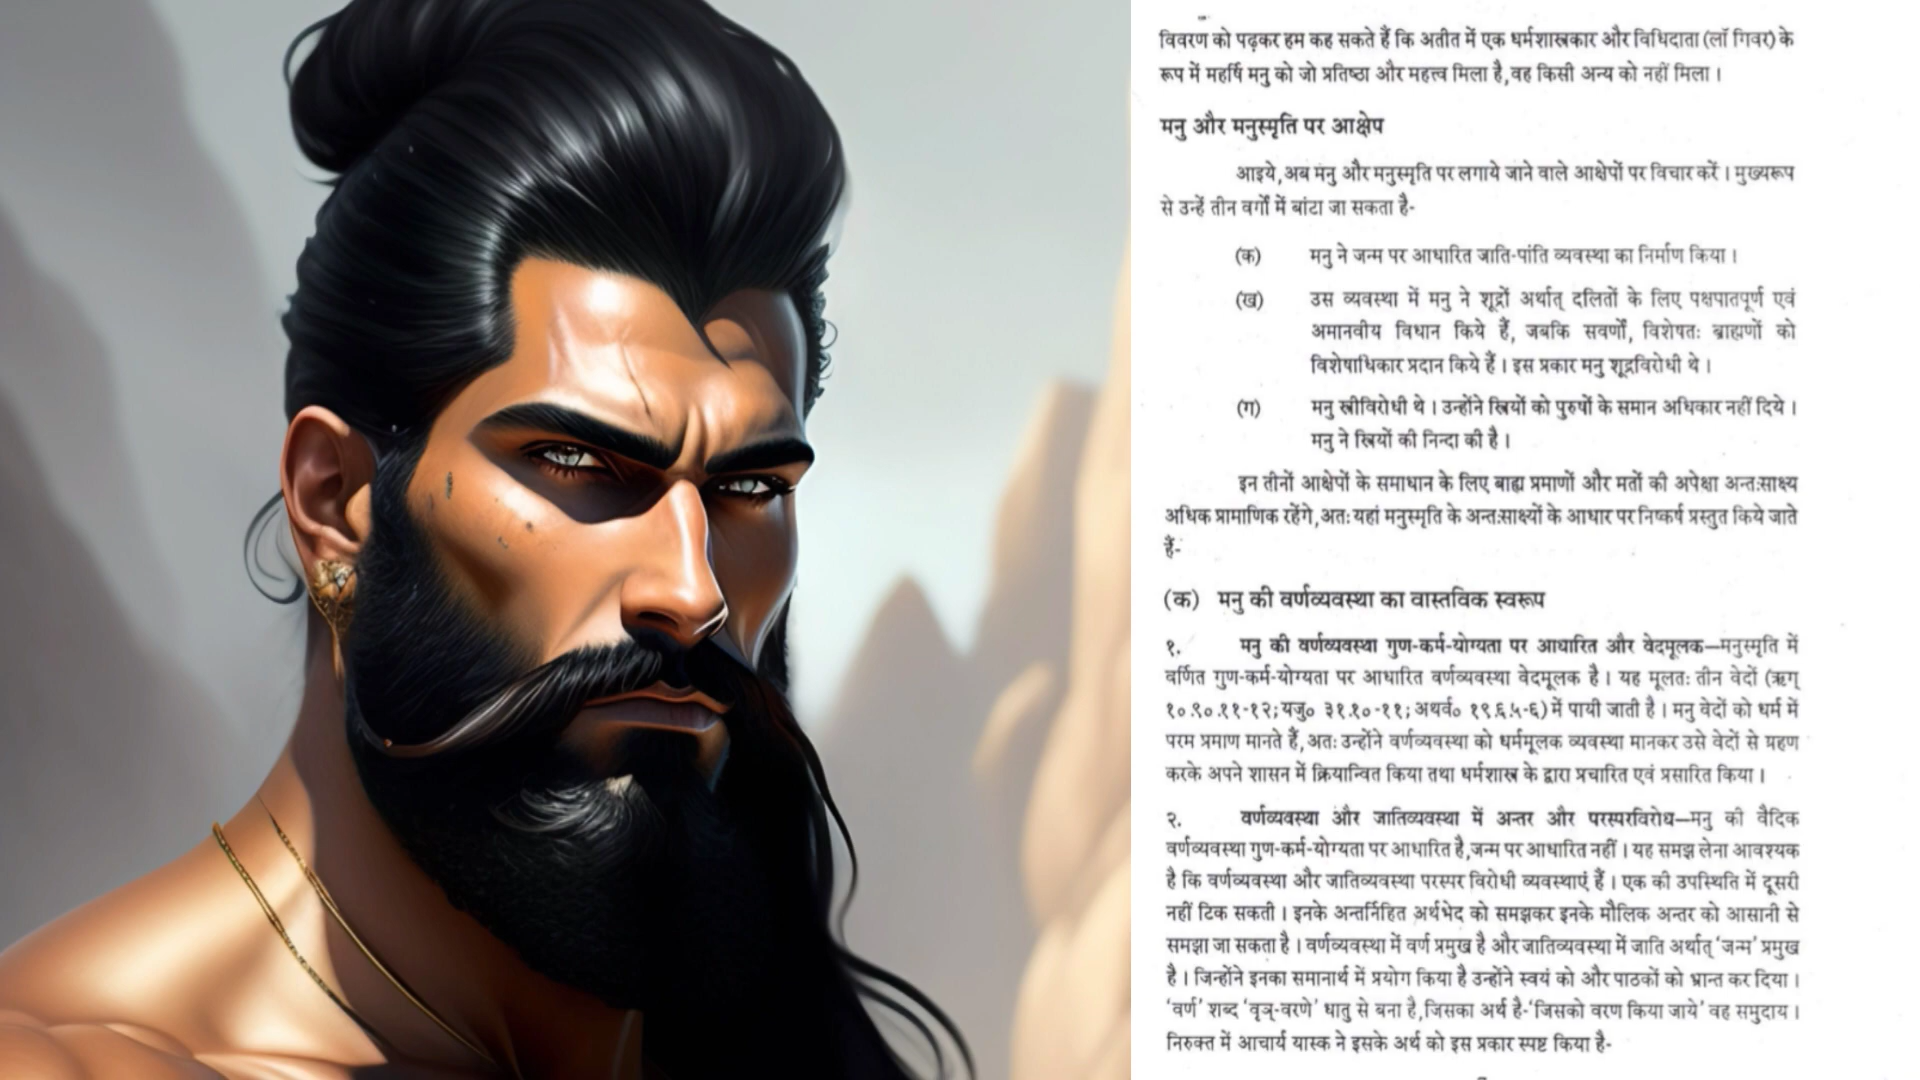 विवरण को पढ़कर हम कह सकते हैं कि अतीत में एक धर्मशास्त्रकार और विधिदाता (लॉ गिवर) के
रूप में महर्षि मनु को जो प्रतिष्ठा और महत्त्व मिला है,वह किसी अन्य को नहीं मिला।
मनु और मनुस्मृति पर आक्षेप
आइये,अब मनु और मनुस्मृति पर लगाये जाने वाले आक्षेपों पर विचार करें। मुख्यरूप
से उन्हें तीन वर्गों में बांटा जा सकता है-
(क) मनु ने जन्म पर आधारित जाति-पांति व्यवस्था का निर्माण किया।
(ख) उस व्यवस्था में मनु ने शूद्रों अर्थात् दलितों के लिए पक्षपातपूर्ण एवं
अमानवीय विधान किये हैं, जबकि सवर्णों, विशेषतः ब्राह्मणों को
विशेषाधिकार प्रदान किये हैं। इस प्रकार मनु शूद्रविरोधी थे।
(ग) मनु स्त्रीविरोधी थे। उन्होंने स्त्रियों को पुरुषों के समान अधिकार नहीं दिये।
मनु ने स्त्रियों की निन्दा की है।
इन तीनों आक्षेपों के समाधान के लिए बाह्य प्रमाणों और मतों की अपेक्षा अन्तःसाक्ष्य
अधिक प्रामाणिक रहेंगे,अतः यहां मनुस्मृति के अन्तःसाक्ष्यों के आधार पर निष्कर्ष प्रस्तुत किये जाते
हैं-
(क) मनु की वर्णव्यवस्था का वास्तविक स्वरूप
१. मनु की वर्णव्यवस्था गुण-कर्म-योग्यता पर आधारित और वेदमूलक—मनुस्मृति में
वर्णित गुण-कर्म-योग्यता पर आधारित वर्णव्यवस्था वेदमूलक है। यह मूलतः तीन वेदों (ऋग्
१०.९०.११-१२; यजु० ३१.१०-११; अथर्व० १९.६.५-६) में पायी जाती है। मनु वेदों को धर्म में
परम प्रमाण मानते हैं,अतः उन्होंने वर्णव्यवस्था को धर्ममूलक व्यवस्था मानकर उसे वेदों से ग्रहण
करके अपने शासन में क्रियान्वित किया तथा धर्मशास्त्र के द्वारा प्रचारित एवं प्रसारित किया।
२. वर्णव्यवस्था और जातिव्यवस्था में अन्तर और परस्परविरोध—मनु की वैदिक
वर्णव्यवस्था गुण-कर्म-योग्यता पर आधारित है,जन्म पर आधारित नहीं। यह समझ लेना आवश्यक
है कि वर्णव्यवस्था और जातिव्यवस्था परस्पर विरोधी व्यवस्थाएं हैं। एक की उपस्थिति में दूसरी
नहीं टिक सकती। इनके अन्तर्निहित अर्थभेद को समझकर इनके मौलिक अन्तर को आसानी से
समझा जा सकता है। वर्णव्यवस्था में वर्ण प्रमुख है और जातिव्यवस्था में जाति अर्थात् 'जन्म' प्रमुख
है। जिन्होंने इनका समानार्थ में प्रयोग किया है उन्होंने स्वयं को और पाठकों को भ्रान्त कर दिया।
'वर्ण' शब्द 'वृञ्-वरणे' धातु से बना है,जिसका अर्थ है-'जिसको वरण किया जाये' वह समुदाय।
निरुक्त में आचार्य यास्क ने इसके अर्थ को इस प्रकार स्पष्ट किया है-